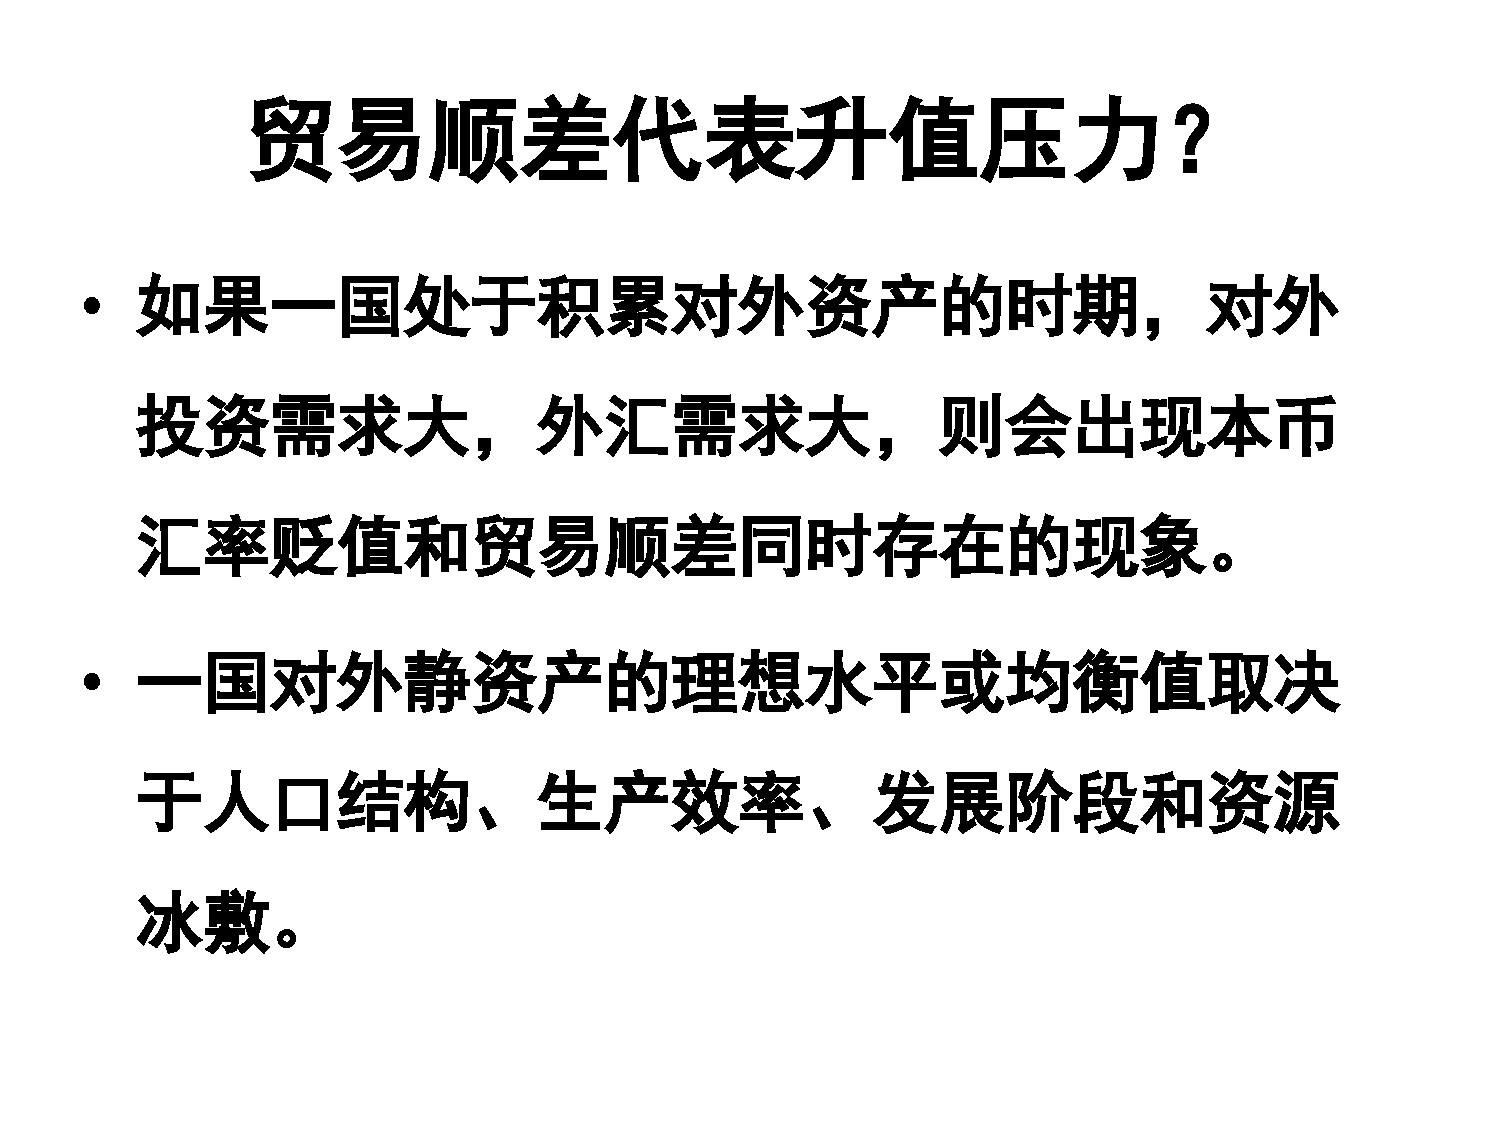 贸易顺差代表升值压力？
• 如果一国处于积累对外资产的时期，对外
投资需求大，外汇需求大，则会出现本币
汇率贬值和贸易顺差同时存在的现象。
• 一国对外静资产的理想水平或均衡值取决
于人口结构、生产效率、发展阶段和资源
冰敷。